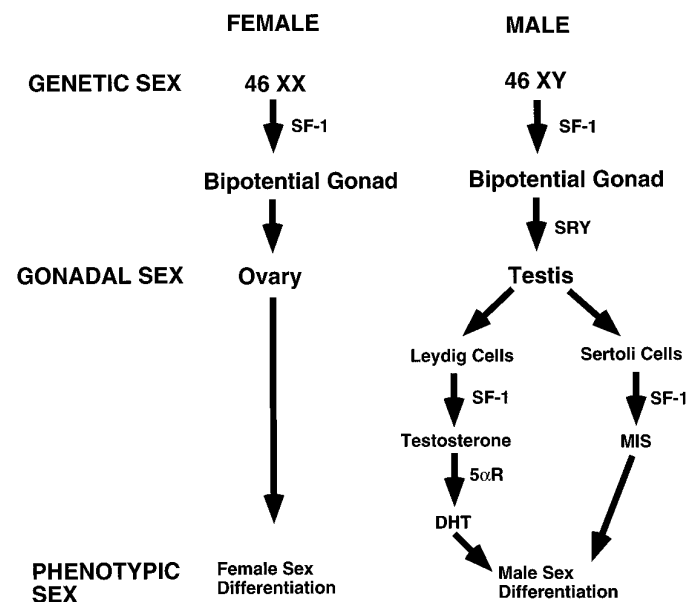 FEMALE MALE
GENETIC SEX 46 XX 46 XY
SF-1 SF-1
Bipotential Gonad Bipotential Gonad
SRY
GONADAL SEX Ovary Testis
Leydig Cells Sertoli Cells
SF-1 SF-1
Testosterone MIS
5αR
DHT
PHENOTYPIC SEX
Female Sex Differentiation
Male Sex Differentiation